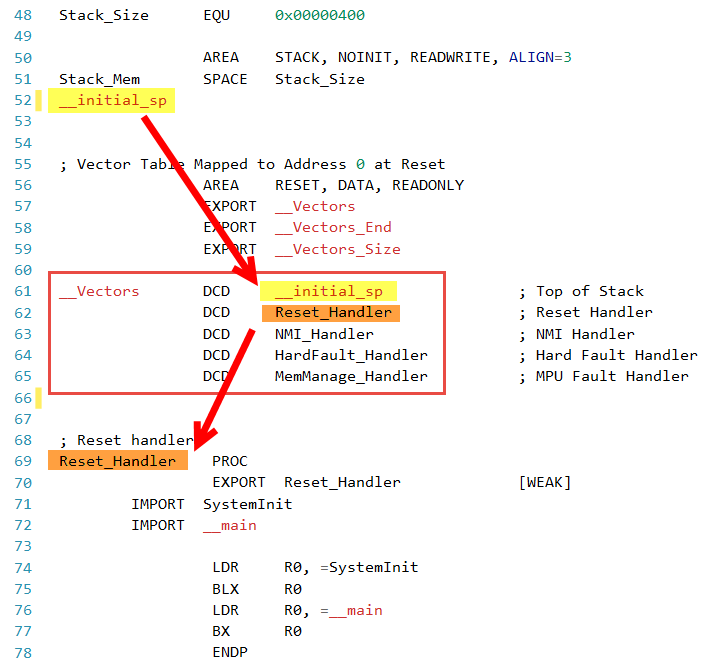 48 Stack_Size EQU 0x00000400
49
50 AREA STACK, NOINIT, READWRITE, ALIGN=3
51 Stack_Mem SPACE Stack_Size
52 __initial_sp
53
54
55 ; Vector Table Mapped to Address 0 at Reset
56 AREA RESET, DATA, READONLY
57 EXPORT __Vectors
58 EXPORT __Vectors_End
59 EXPORT __Vectors_Size
60
61 __Vectors DCD __initial_sp ; Top of Stack
62 DCD Reset_Handler ; Reset Handler
63 DCD NMI_Handler ; NMI Handler
64 DCD HardFault_Handler ; Hard Fault Handler
65 DCD MemManage_Handler ; MPU Fault Handler
66
67
68 ; Reset handler
69 Reset_Handler PROC
70 EXPORT Reset_Handler [WEAK]
71 IMPORT SystemInit
72 IMPORT __main
73
74 LDR R0, =SystemInit
75 BLX R0
76 LDR R0, =__main
77 BX R0
78 ENDP